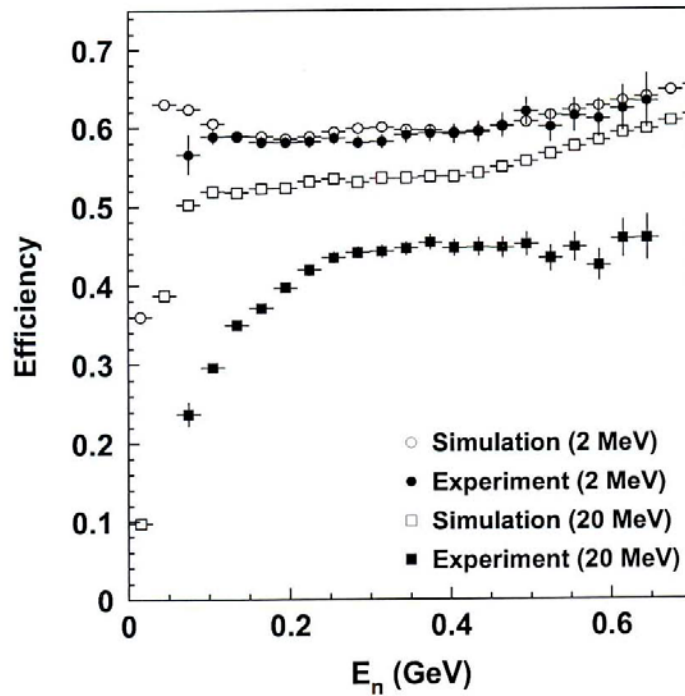 Efficiency
0.7
0.6
0.5
0.4
0.3
0.2
0.1
0
0 0.2 0.4 0.6
E_n (GeV)
Simulation (2 MeV)
Experiment (2 MeV)
Simulation (20 MeV)
Experiment (20 MeV)